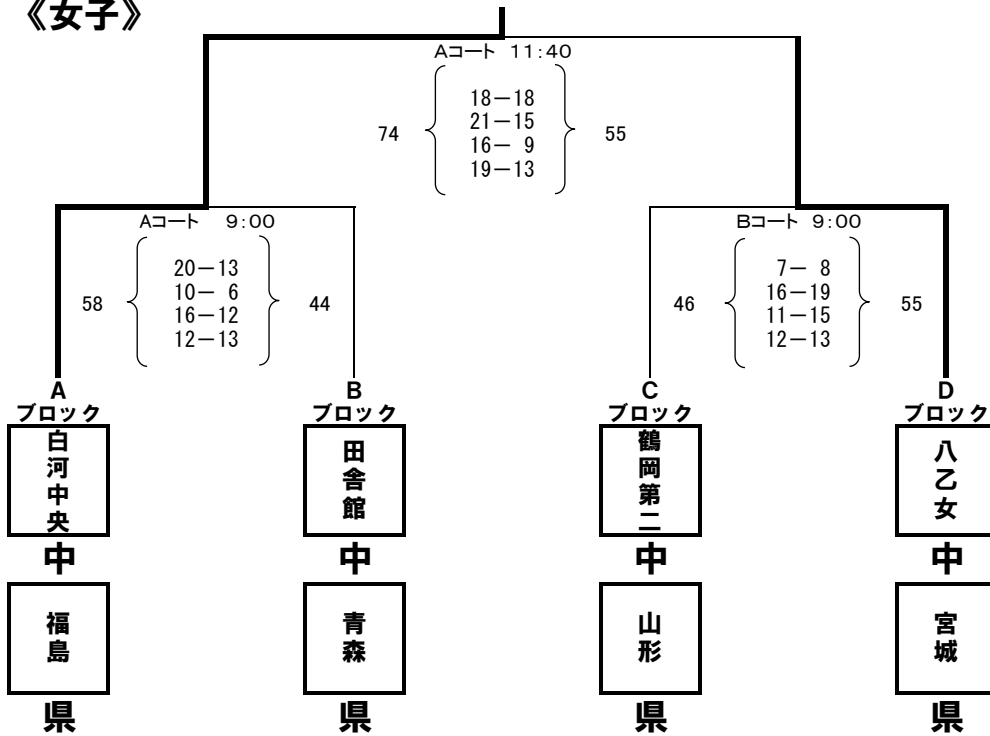 《女子》
Aコート 11:40
18－18
74 21－15 55
16－ 9
19－13
Aコート 9:00
20－13
58 10－ 6 44
16－12
12－13
Bコート 9:00
7－ 8
46 16－19 55
11－15
12－13
A B C D
ブロック ブロック ブロック ブロック
白河中央 田舎館 鶴岡第二 八乙女
中 中 中 中
福島 青森 山形 宮城
県 県 県 県